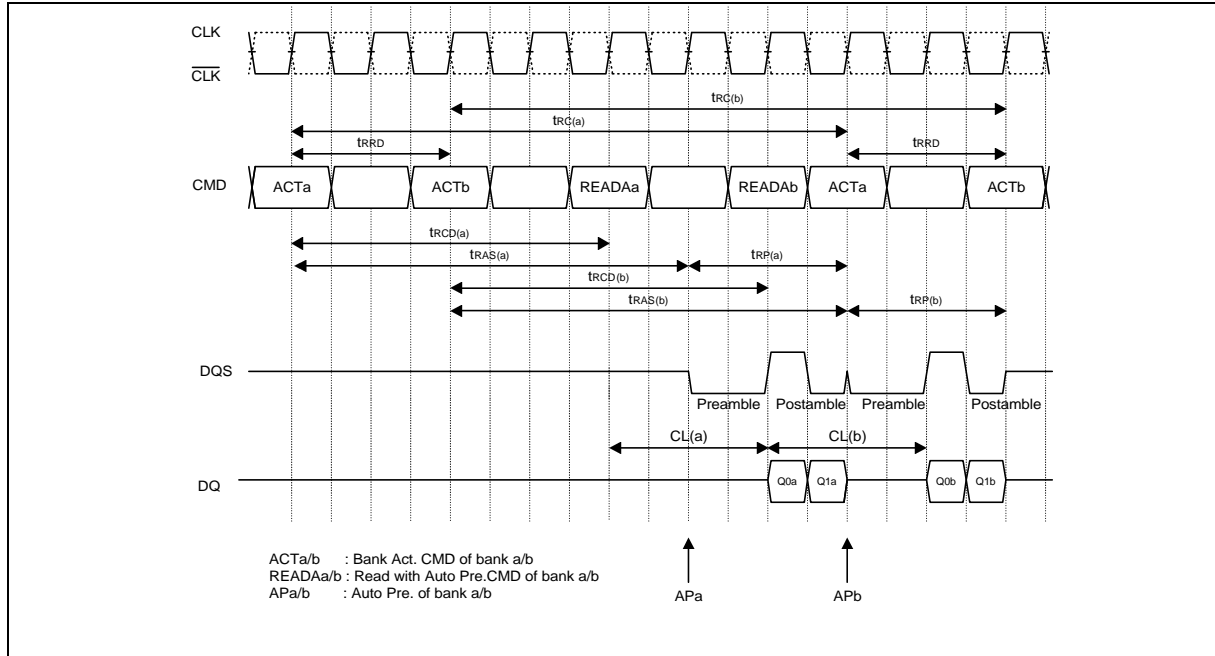 CLK
CLK
tRC(b)
tRC(a)
tRRD
tRRD
CMD
ACTa
ACTb
READAa
READAb
ACTa
ACTb
tRCD(a)
tRAS(a)
tRP(a)
tRCD(b)
tRAS(b)
tRP(b)
DQS
Preamble
Postamble
Preamble
Postamble
CL(a)
CL(b)
DQ
Q0a
Q1a
Q0b
Q1b
ACTa/b : Bank Act. CMD of bank a/b
READAa/b : Read with Auto Pre.CMD of bank a/b
APa/b : Auto Pre. of bank a/b
APa
APb